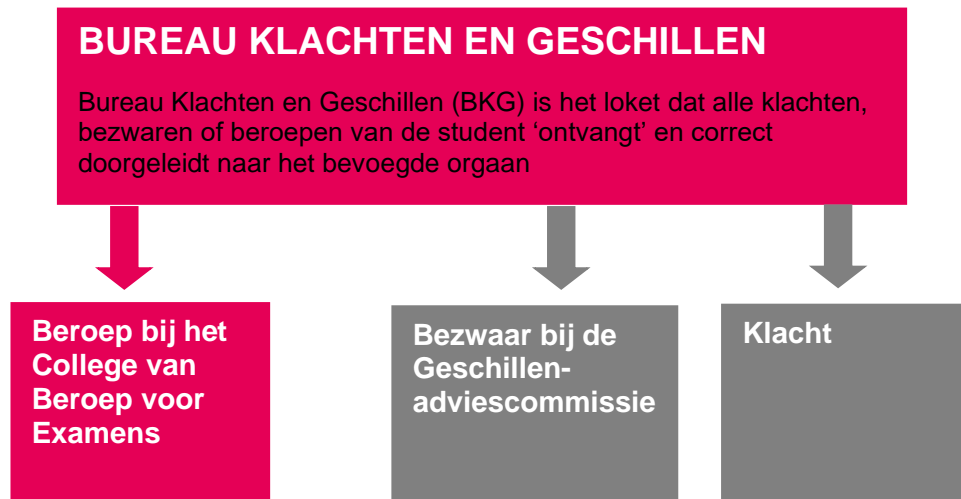 BUREAU KLACHTEN EN GESCHILLEN
Bureau Klachten en Geschillen (BKG) is het loket dat alle klachten,
bezwaren of beroepen van de student ‘ontvangt’ en correct
doorgeleidt naar het bevoegde orgaan
Beroep bij het
College van
Beroep voor
Examens
Bezwaar bij de
Geschillen-
adviescommissie
Klacht